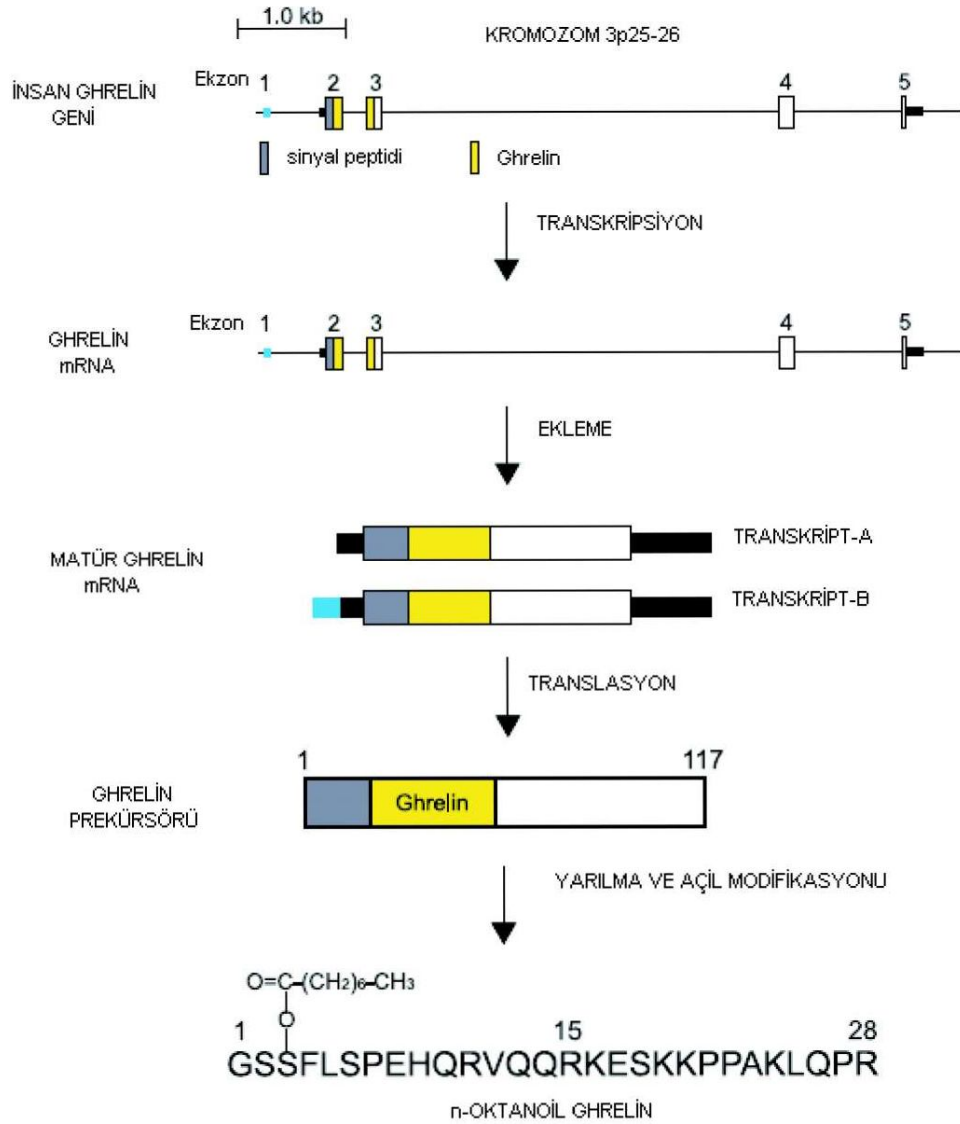 1.0 kb
KROMOZOM 3p25-26
İNSAN GHRELİN
GENİ
Ekzon 1 2 3 4 5
sinyal peptidi
Ghrelin
TRANSKRİPSİYON
GHRELİN
mRNA
Ekzon 1 2 3 4 5
EKLEME
MATÜR GHRELİN
mRNA
TRANSKRİPT-A
TRANSKRİPT-B
TRANSLASYON
1 117
GHRELİN
PREKÜRSÖRÜ
Ghrelin
YARILMA VE AÇİL MODİFİKASYONU
O=C-(CH2)6-CH3
O
1 15 28
GSSFLSPEHQRVQQRKESKKPPAKLQPR
n-OKTANOİL GHRELİN